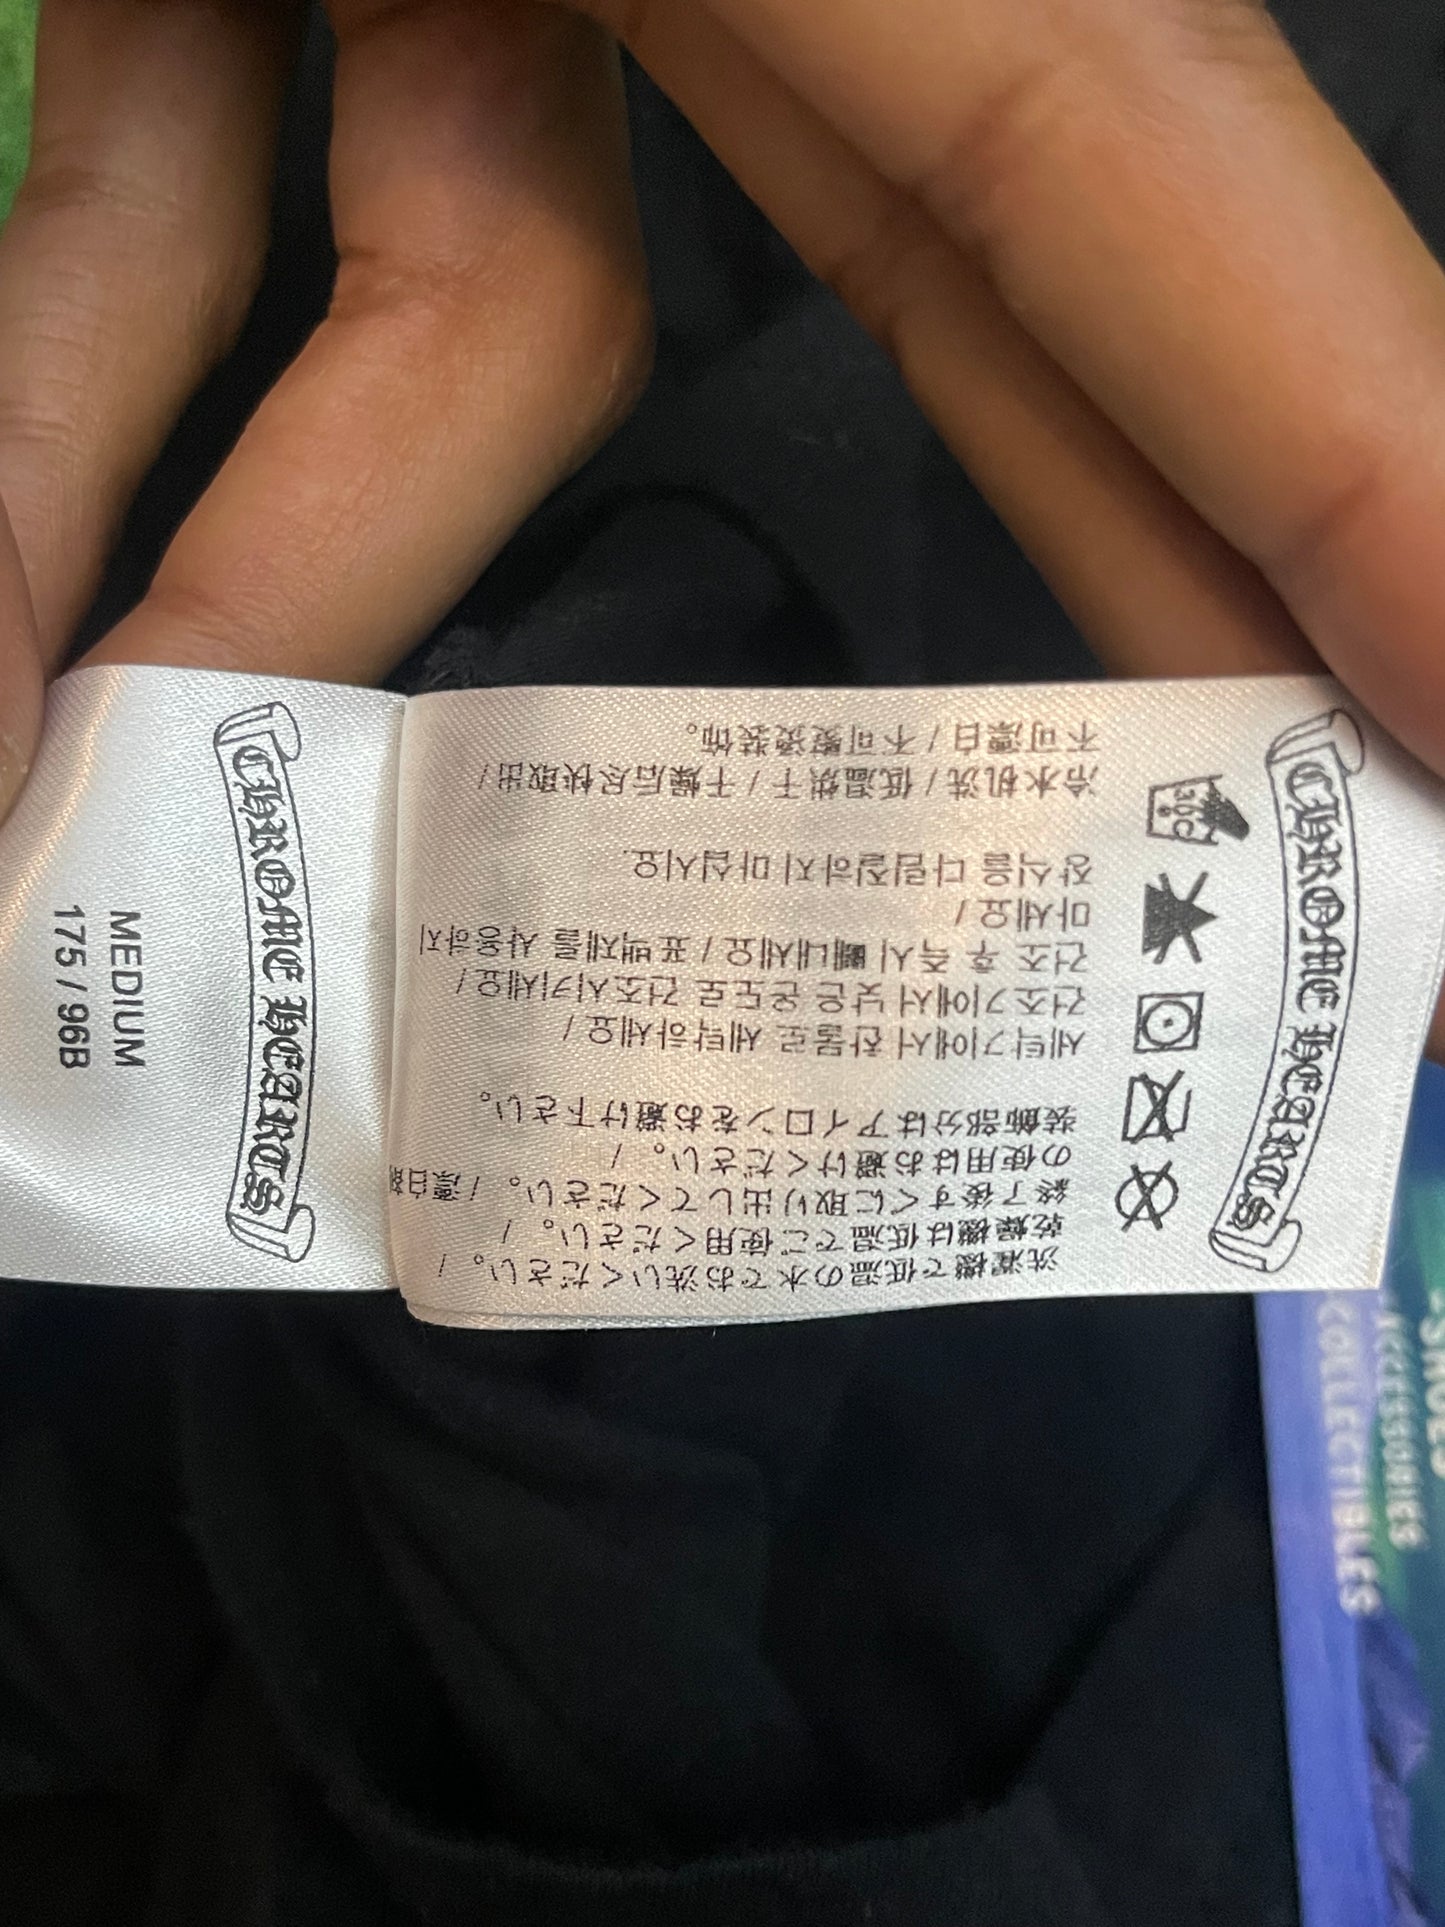 CHROME HEARTS
MEDIUM
175 / 96B
CHROME HEARTS
30C
洗濯機で低温の水でお洗いください。 /
乾燥機は低温でご使用ください。 /
終了後すぐに取り出してください。 / 漂白剤
の使用はお避けください。 /
装飾部分はアイロンをお避け下さい。
세탁기에서 찬물로 세탁하세요 /
건조기에서 낮은 온도로 건조시키세요 /
건조 후 즉시 빼내세요 / 표백제를 사용하지
마세요 /
장식을 다림질하지 마십시오.
冷水机洗 / 低温烘干 / 干燥后尽快取出 /
不可漂白 / 不可熨烫装饰。
-SHOES
ACCESSORIES
-COLLECTIBLES